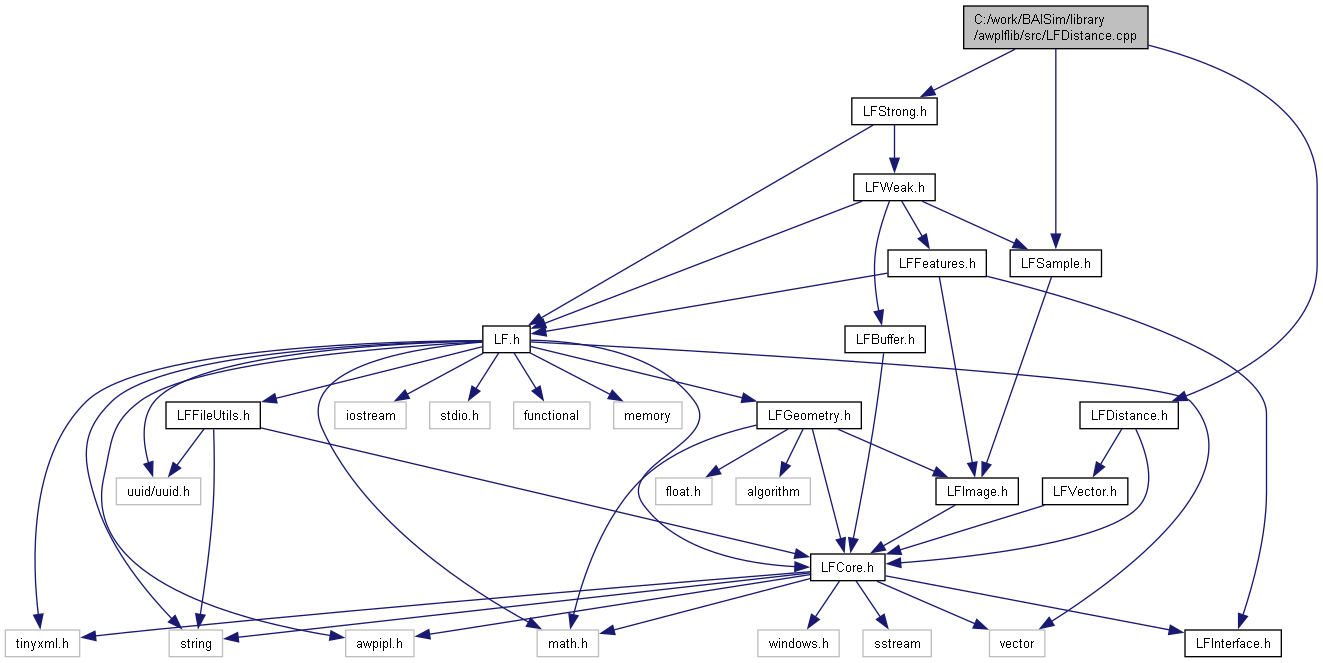 C:/work/BAISim/library
/awplflib/src/LFDistance.cpp
LFStrong.h
LFWeak.h
LFFeatures.h
LFSample.h
LF.h
LFBuffer.h
LFFileUtils.h
iostream
stdio.h
functional
memory
LFGeometry.h
LFDistance.h
uuid/uuid.h
float.h
algorithm
LFImage.h
LFVector.h
LFCore.h
tinyxml.h
string
awpipl.h
math.h
windows.h
sstream
vector
LFInterface.h